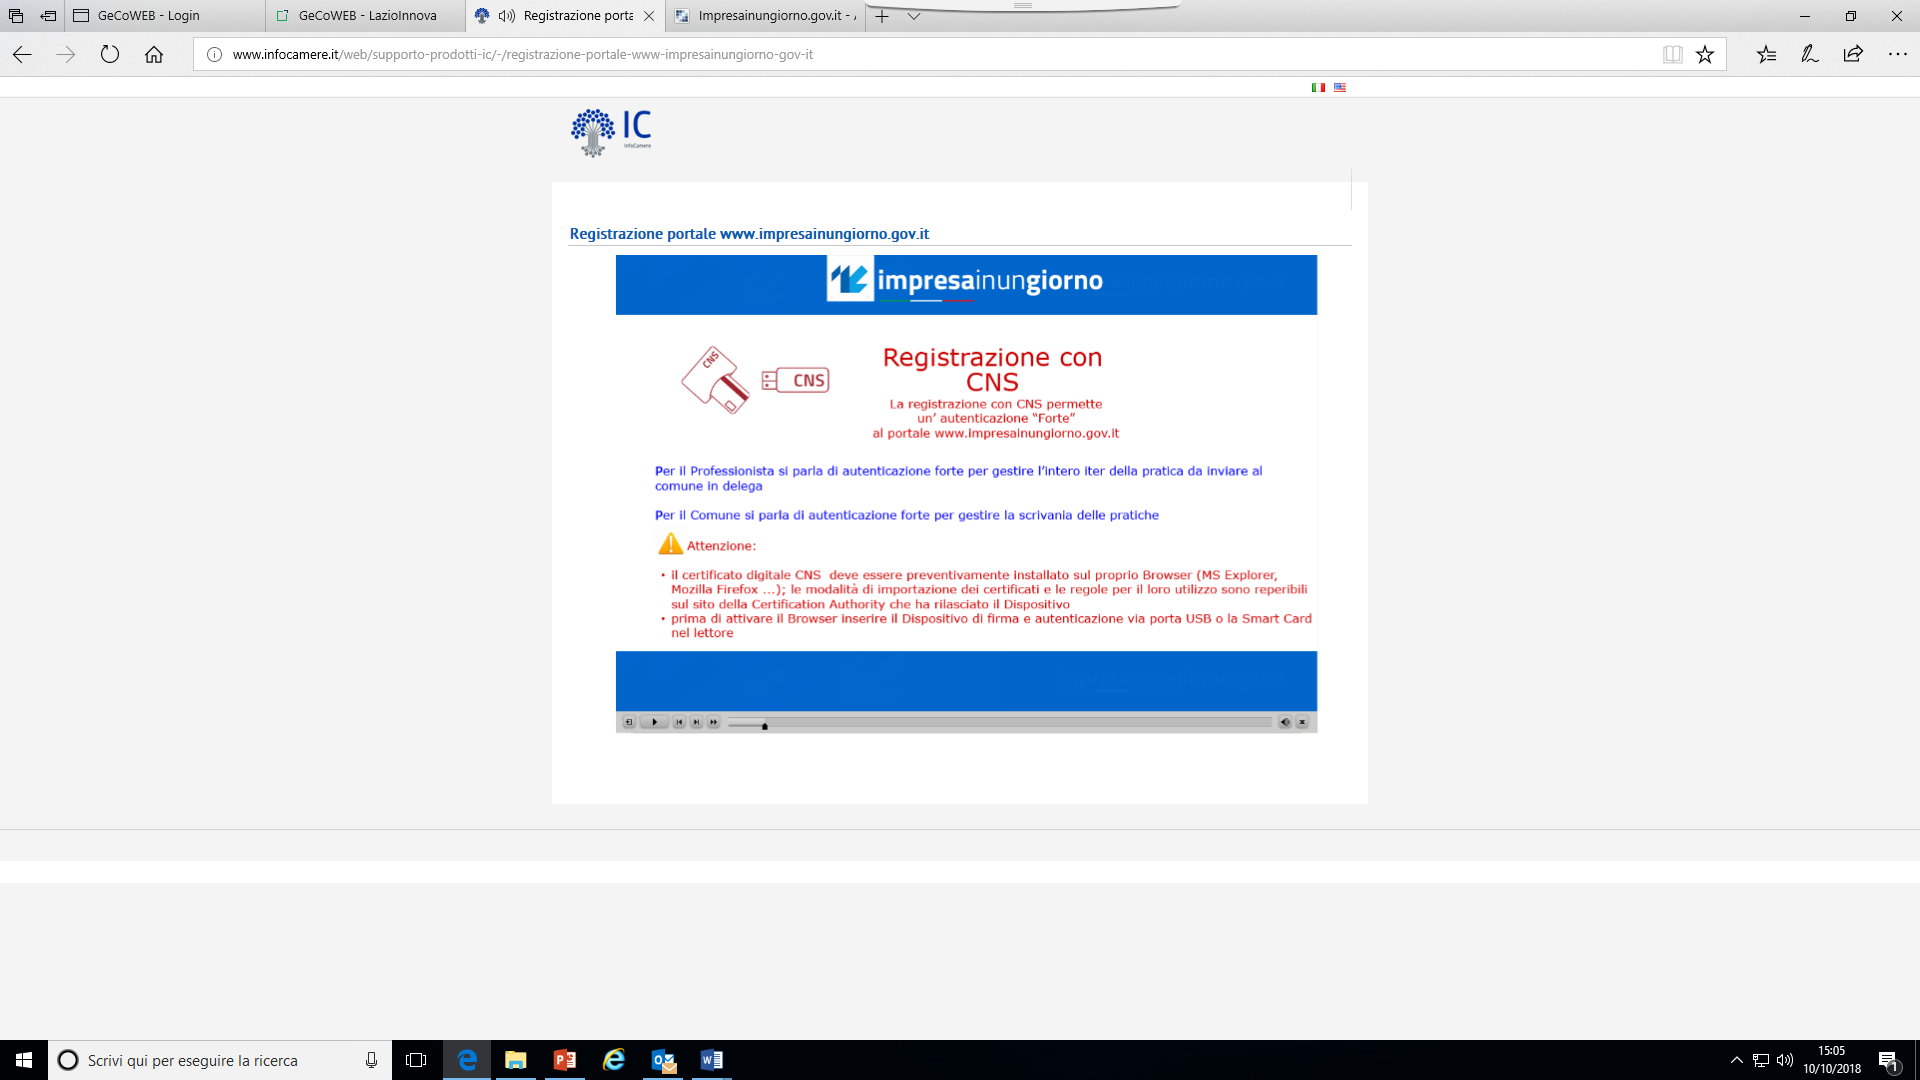 GeCoWEB - Login
GeCoWEB - LazioInnova
Registrazione porta
Impresainungiorno.gov.it -
www.infocamere.it/web/supporto-prodotti-ic/-/registrazione-portale-www-impresainungiorno-gov-it
IC
InfoCamere
Registrazione portale www.impresainungiorno.gov.it
impresainungiorno
CNS
CNS
Registrazione con
CNS
La registrazione con CNS permette
un' autenticazione "Forte"
al portale www.impresainungiorno.gov.it
Per il Professionista si parla di autenticazione forte per gestire l'intero iter della pratica da inviare al
comune in delega
Per il Comune si parla di autenticazione forte per gestire la scrivania delle pratiche
Attenzione:
• il certificato digitale CNS deve essere preventivamente installato sul proprio Browser (MS Explorer,
Mozilla Firefox ...); le modalità di importazione dei certificati e le regole per il loro utilizzo sono reperibili
sul sito della Certification Authority che ha rilasciato il Dispositivo
• prima di attivare il Browser inserire il Dispositivo di firma e autenticazione via porta USB o la Smart Card
nel lettore
Scrivi qui per eseguire la ricerca
15:05
10/10/2018
1